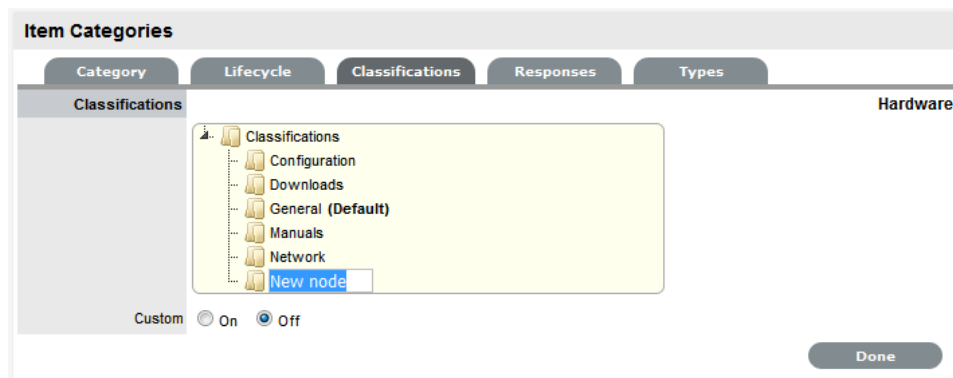 Item Categories
Category Lifecycle Classifications Responses Types
Classifications Hardware
Classifications
Configuration
Downloads
General (Default)
Manuals
Network
New node
Custom On Off
Done